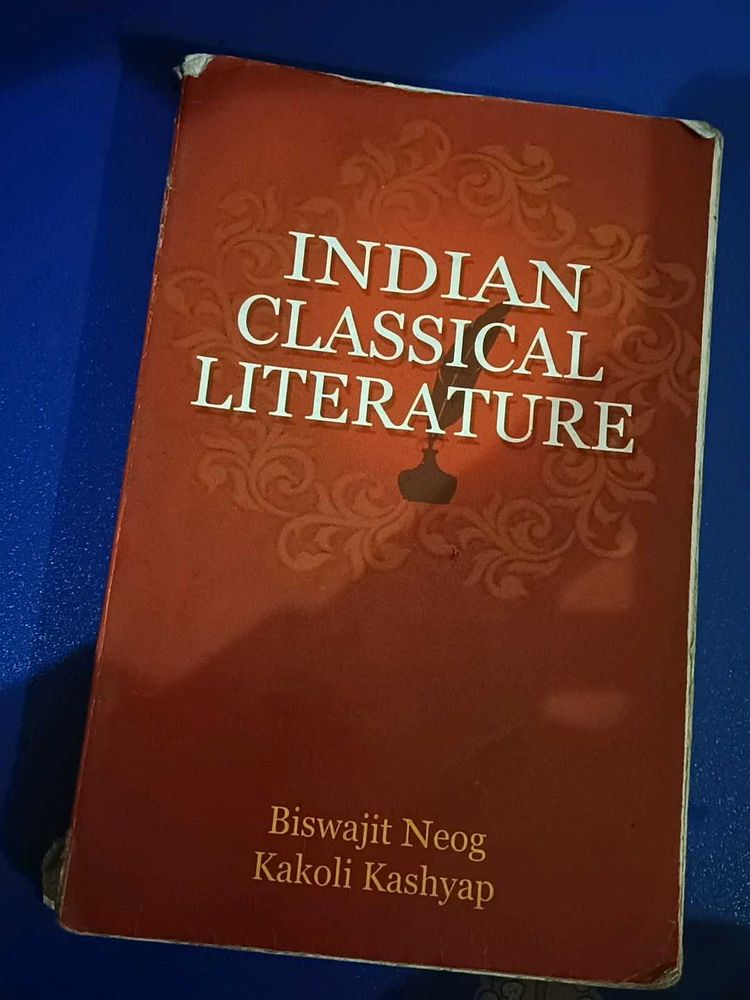 INDIAN
CLASSICAL
LITERATURE
Biswajit Neog
Kakoli Kashyap